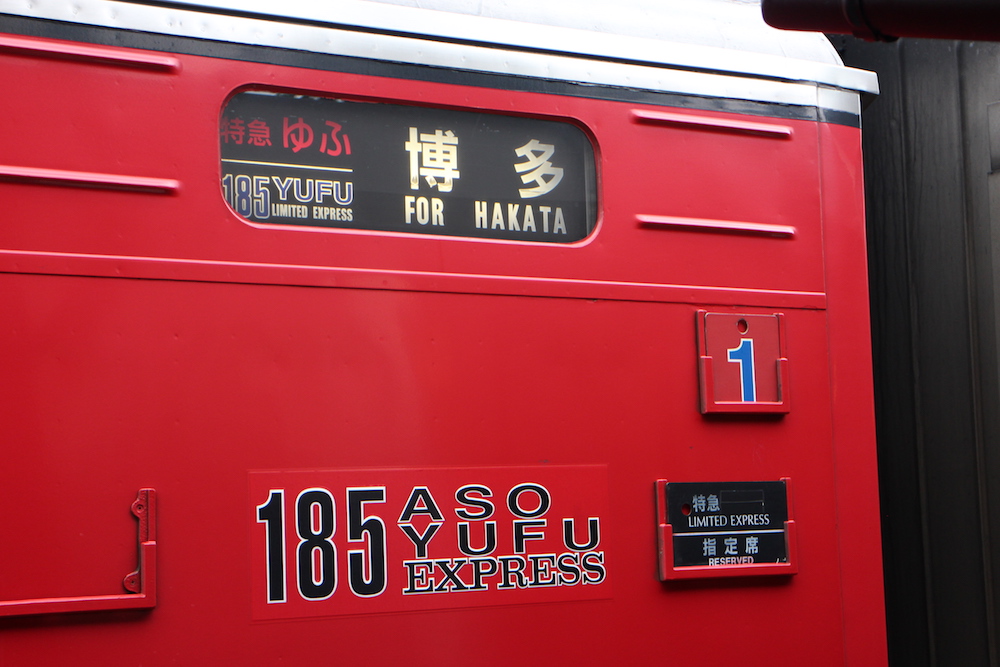 特急 ゆふ
185 YUFU
LIMITED EXPRESS
博多
FOR HAKATA
1
185 ASO
YUFU
EXPRESS
特急
LIMITED EXPRESS
指定席
RESERVED